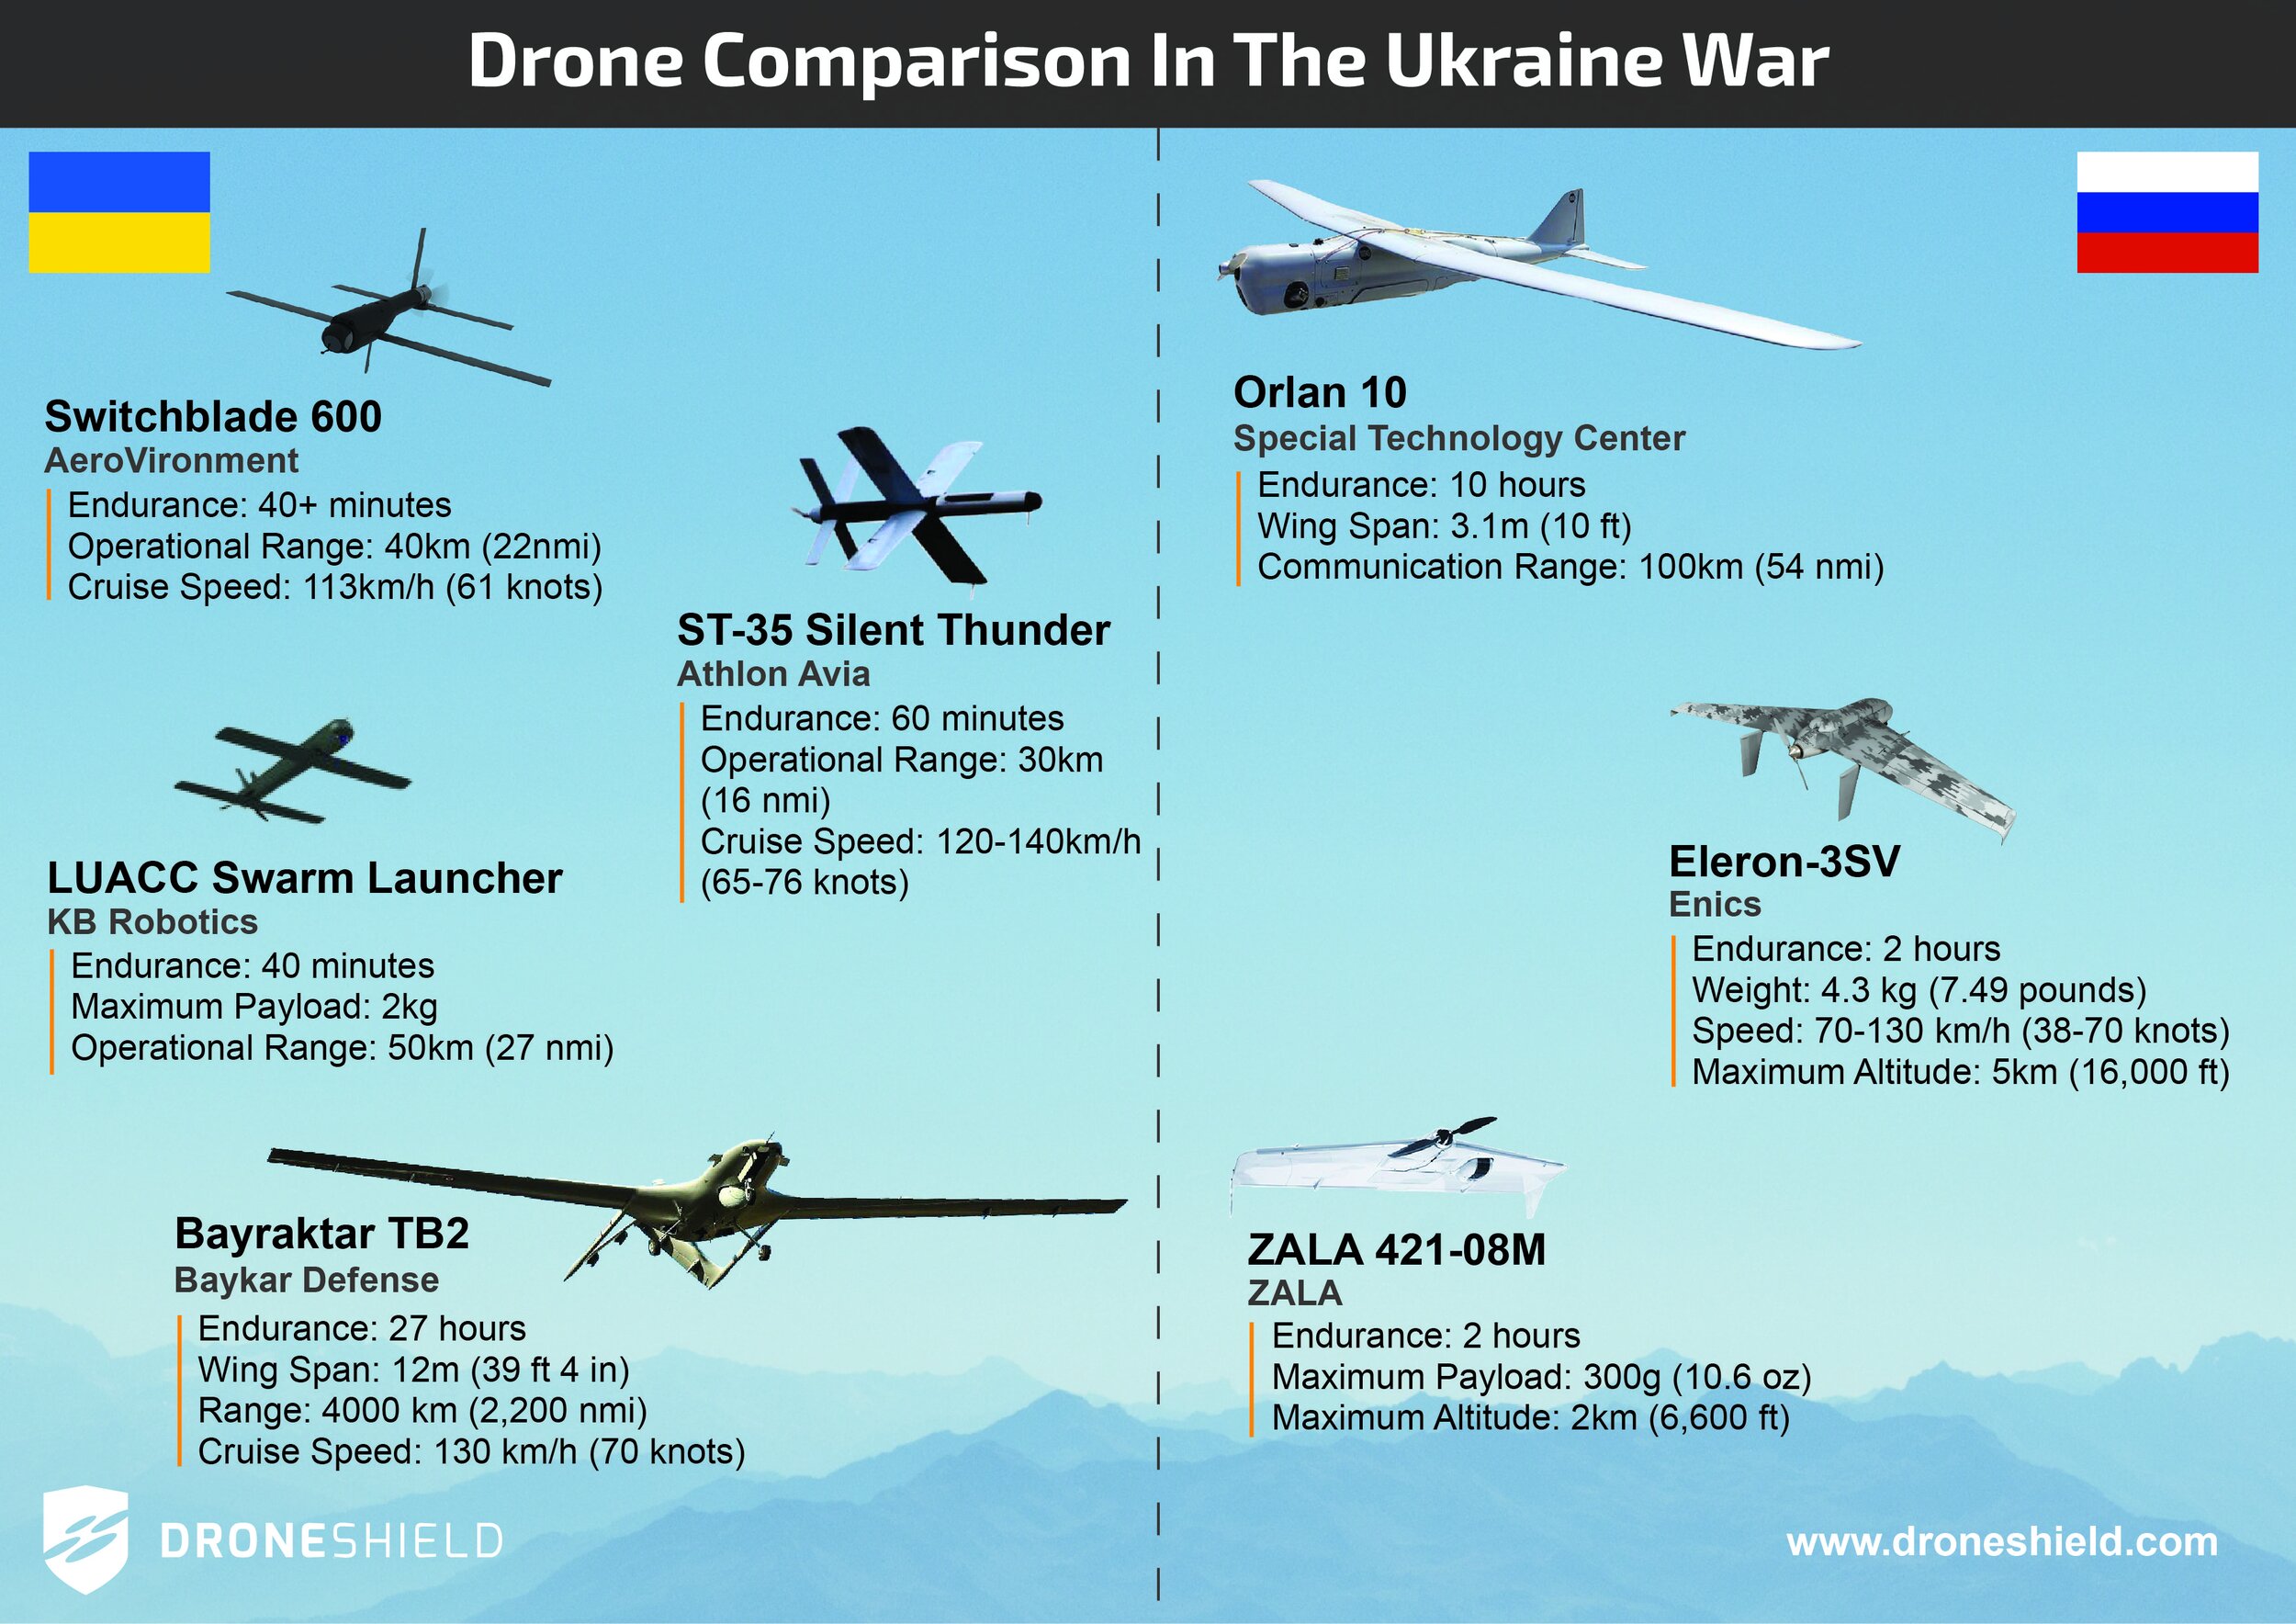 Drone Comparison In The Ukraine War
Switchblade 600
AeroVironment
Endurance: 40+ minutes
Operational Range: 40km (22nmi)
Cruise Speed: 113km/h (61 knots)
ST-35 Silent Thunder
Athlon Avia
Endurance: 60 minutes
Operational Range: 30km
(16 nmi)
Cruise Speed: 120-140km/h
(65-76 knots)
LUACC Swarm Launcher
KB Robotics
Endurance: 40 minutes
Maximum Payload: 2kg
Operational Range: 50km (27 nmi)
Bayraktar TB2
Baykar Defense
Endurance: 27 hours
Wing Span: 12m (39 ft 4 in)
Range: 4000 km (2,200 nmi)
Cruise Speed: 130 km/h (70 knots)
Orlan 10
Special Technology Center
Endurance: 10 hours
Wing Span: 3.1m (10 ft)
Communication Range: 100km (54 nmi)
Eleron-3SV
Enics
Endurance: 2 hours
Weight: 4.3 kg (7.49 pounds)
Speed: 70-130 km/h (38-70 knots)
Maximum Altitude: 5km (16,000 ft)
ZALA 421-08M
ZALA
Endurance: 2 hours
Maximum Payload: 300g (10.6 oz)
Maximum Altitude: 2km (6,600 ft)
DRONESHIELD
www.droneshield.com